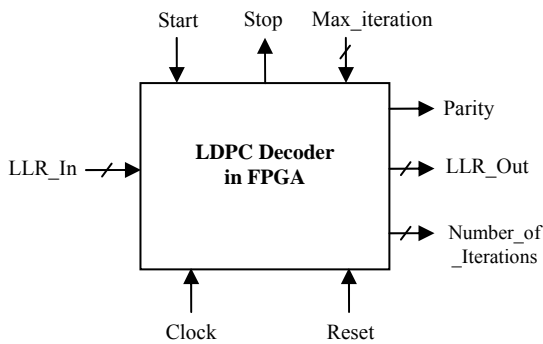 Start
Stop
Max_iteration
Parity
LDPC Decoder
in FPGA
LLR_In
LLR_Out
Number_of
_Iterations
Clock
Reset